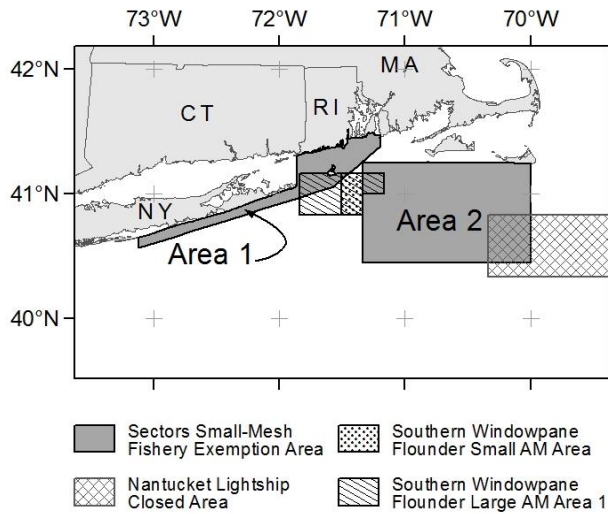 73°W 72°W 71°W 70°W
42°N
MA
CT
RI
41°N
NY
Area 2
Area 1
40°N
Sectors Small-Mesh
Fishery Exemption Area
Southern Windowpane
Flounder Small AM Area
Nantucket Lightship
Closed Area
Southern Windowpane
Flounder Large AM Area 1